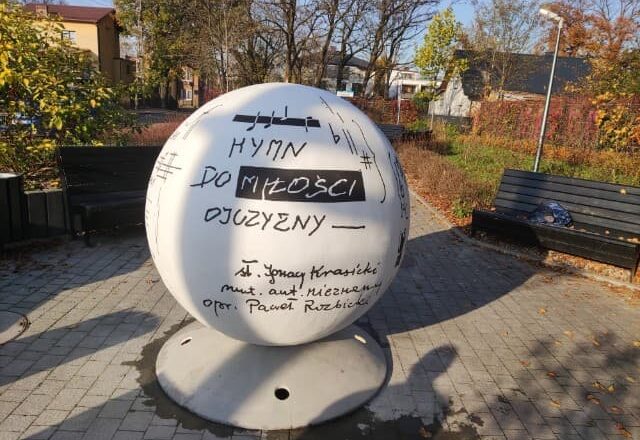 HYMN
DO MIŁOŚCI
OJCZYZNY —
sł. Ignacy Krasicki
muz. aut. nieznany
opr. Paweł Rozbicki